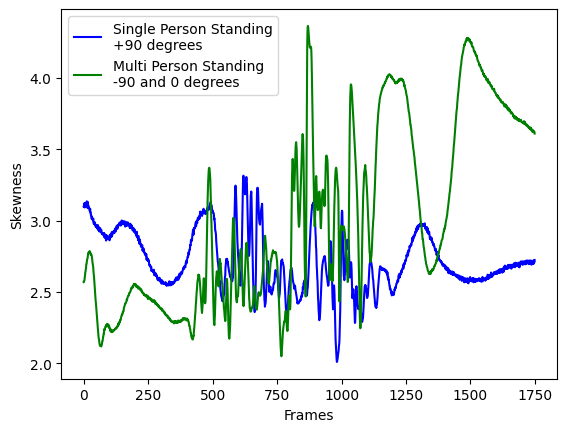 Single Person Standing
+90 degrees
Multi Person Standing
-90 and 0 degrees
Skewness
4.0
3.5
3.0
2.5
2.0
0 250 500 750 1000 1250 1500 1750
Frames